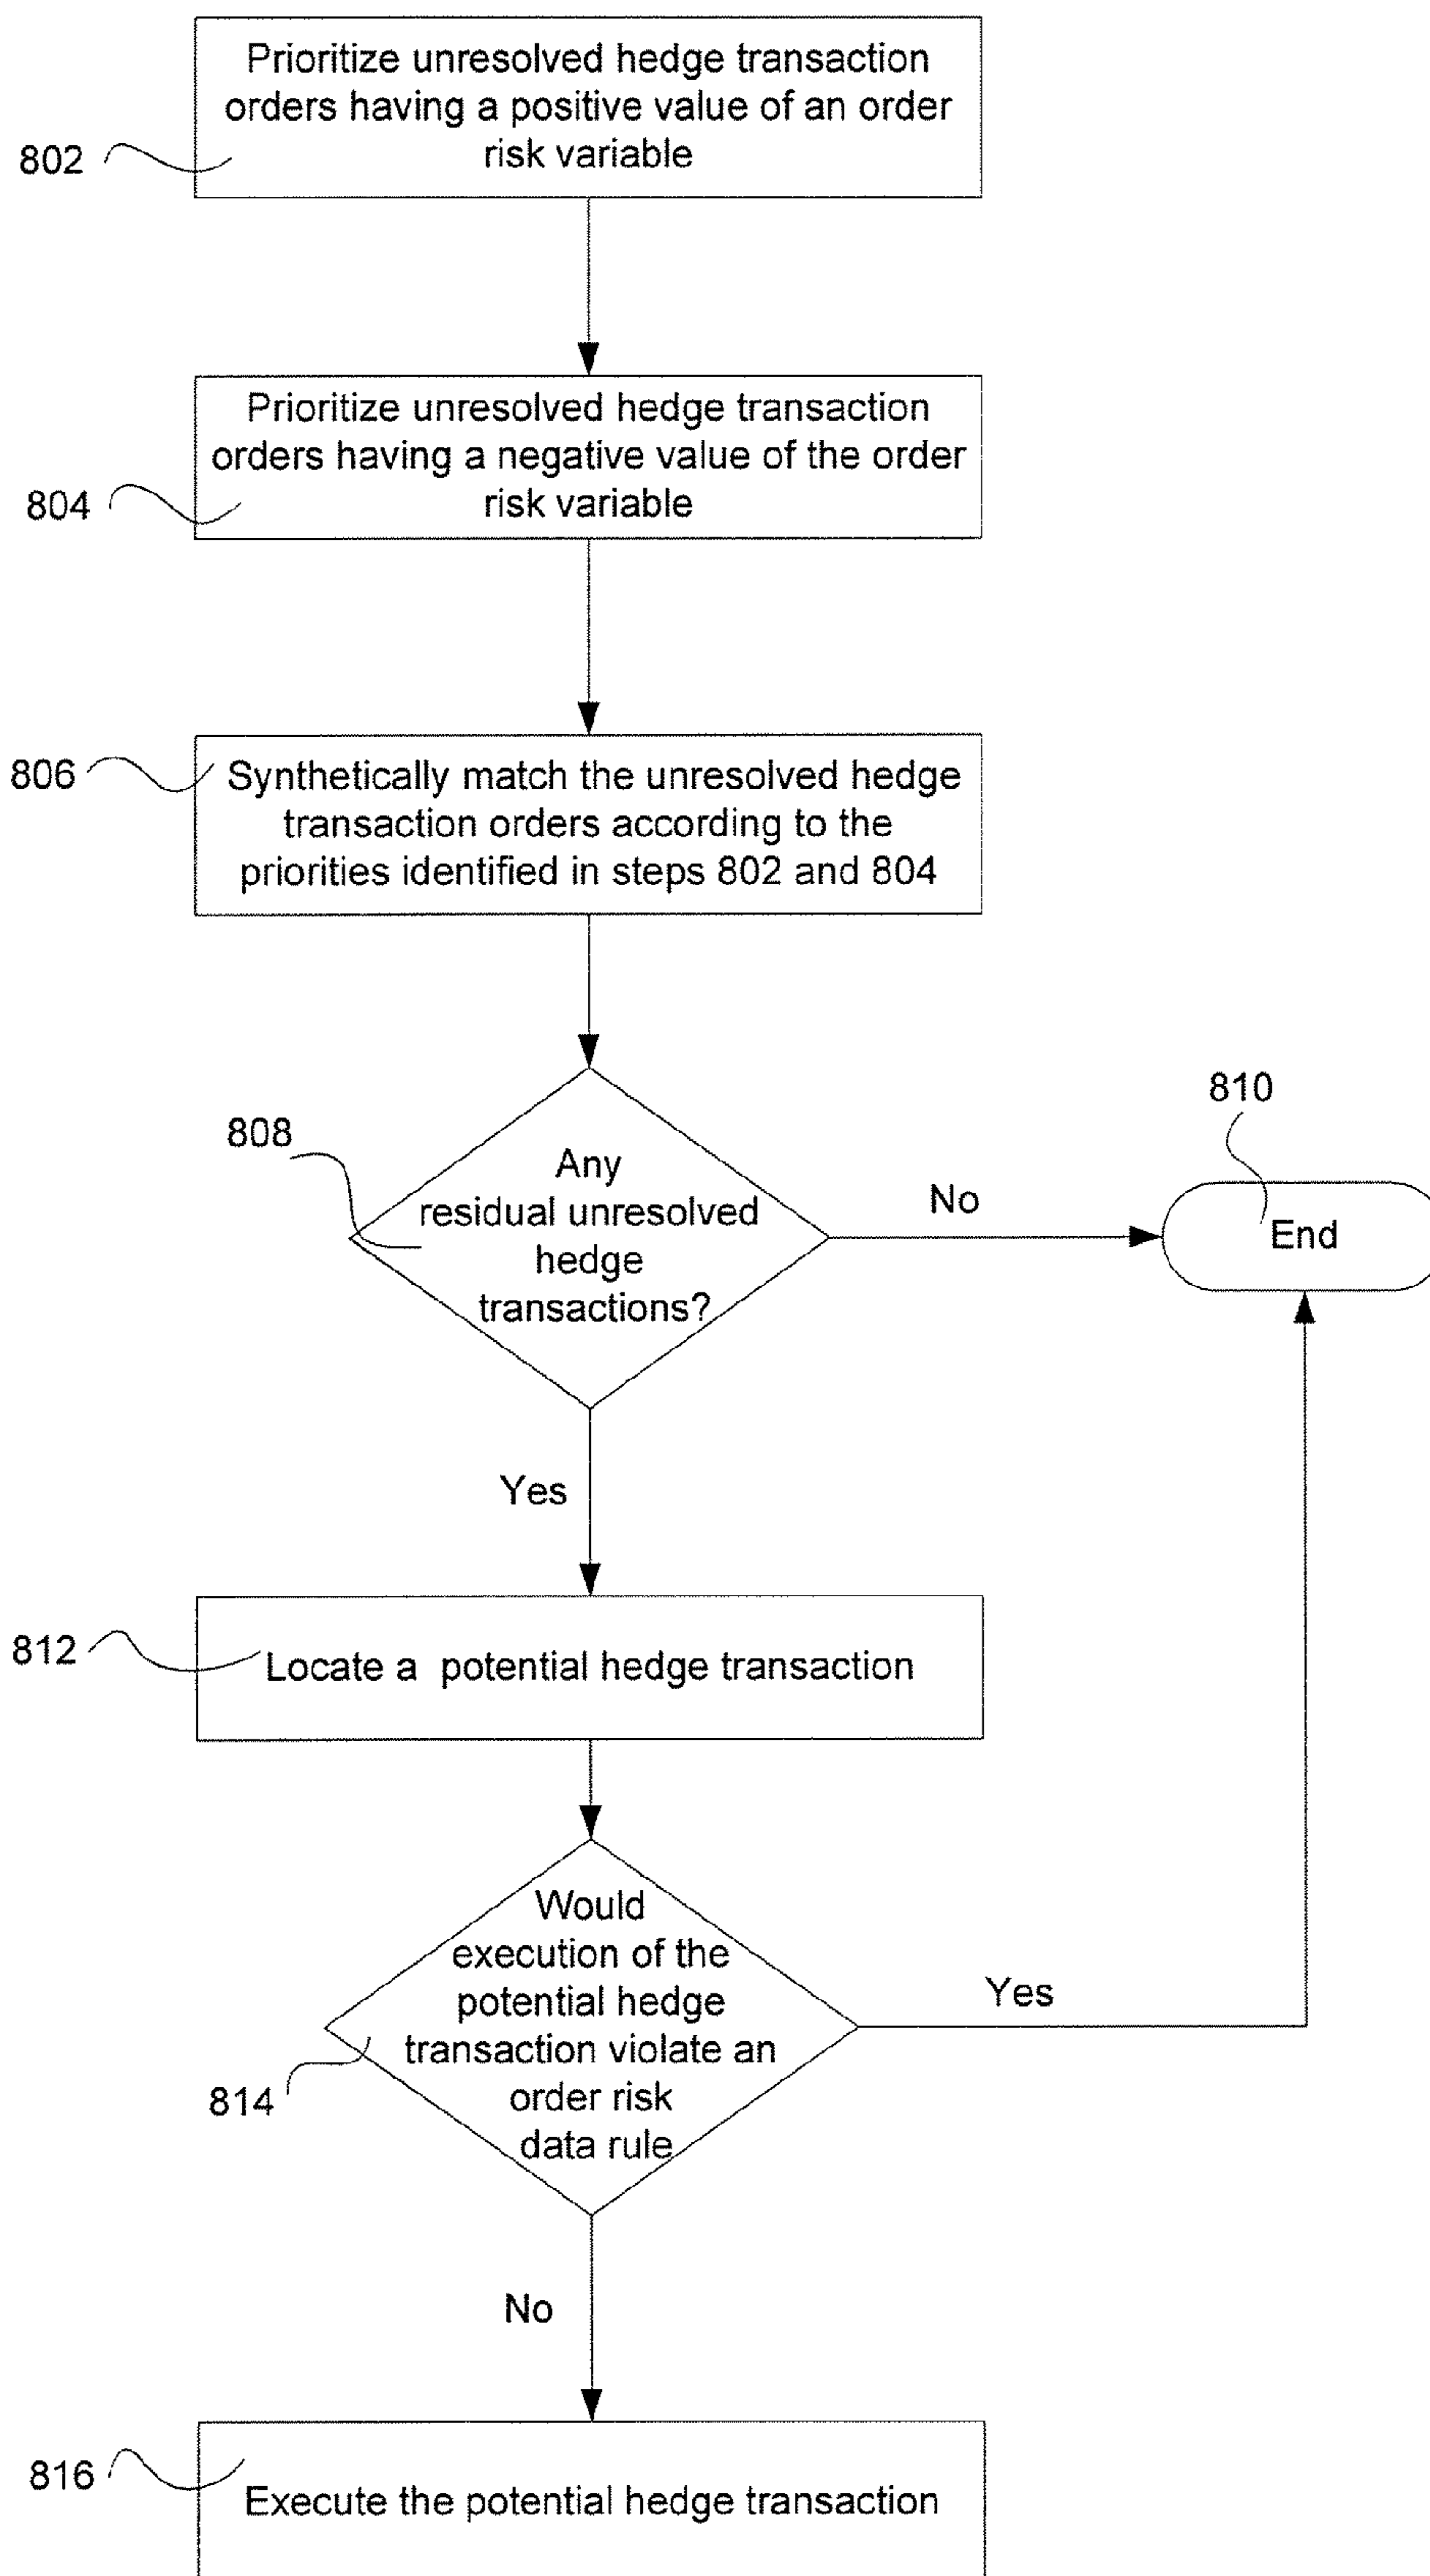 Prioritize unresolved hedge transaction
orders having a positive value of an order
risk variable
802
Prioritize unresolved hedge transaction
orders having a negative value of the order
risk variable
804
806
Synthetically match the unresolved hedge
transaction orders according to the
priorities identified in steps 802 and 804
808
Any
residual unresolved
hedge
transactions?
No
810
End
Yes
812
Locate a potential hedge transaction
Would
execution of the
potential hedge
transaction violate an
order risk
data rule
814
Yes
No
816
Execute the potential hedge transaction